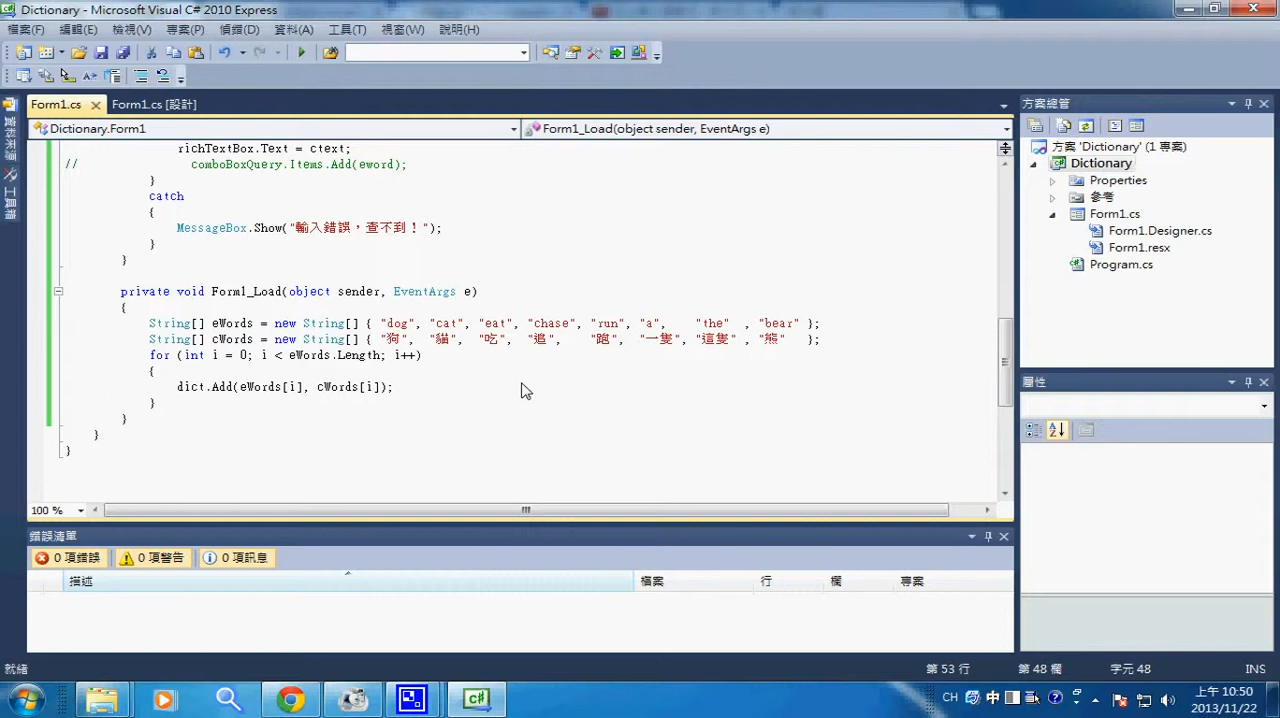 Dictionary - Microsoft Visual C# 2010 Express
檔案(F) 編輯(E) 檢視(V) 專案(P) 偵錯(D) 資料(A) 工具(T) 視窗(W) 說明(H)
Form1.cs Form1.cs [設計]
Dictionary.Form1 Form1_Load(object sender, EventArgs e)
richTextBox.Text = ctext;
// comboBoxQuery.Items.Add(eword);
}
catch
{
MessageBox.Show("輸入錯誤，查不到！");
}
}
private void Form1_Load(object sender, EventArgs e)
{
String[] eWords = new String[] { "dog", "cat", "eat", "chase", "run", "a", "the" , "bear" };
String[] cWords = new String[] { "狗", "貓", "吃", "追", "跑", "一隻", "這隻" , "熊" };
for (int i = 0; i < eWords.Length; i++)
{
dict.Add(eWords[i], cWords[i]);
}
}
}
}
100 %
錯誤清單
0 項錯誤 0 項警告 0 項訊息
描述 檔案 行 欄 專案
方案總管
方案 'Dictionary' (1 專案)
Dictionary
Properties
參考
Form1.cs
Form1.Designer.cs
Form1.resx
Program.cs
屬性
資料來源
工具箱
就緒 第 53 行 第 48 欄 字元 48 INS
CH 中 上午 10:50
2013/11/22